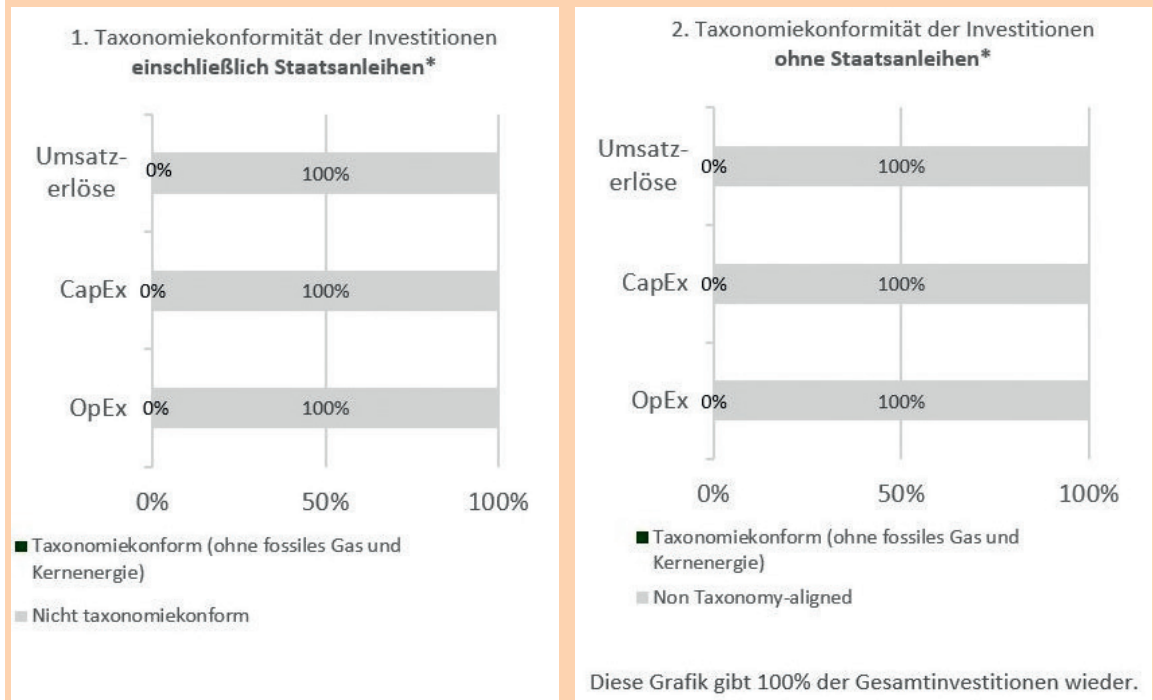 1. Taxonomiekonformität der Investitionen
einschließlich Staatsanleihen*
Umsatz-
erlöse
0%
100%
CapEx
0%
100%
OpEx
0%
100%
0%
50%
100%
Taxonomiekonform (ohne fossiles Gas und
Kernenergie)
Nicht taxonomiekonform
2. Taxonomiekonformität der Investitionen
ohne Staatsanleihen*
Umsatz-
erlöse
0%
100%
CapEx
0%
100%
OpEx
0%
100%
0%
50%
100%
Taxonomiekonform (ohne fossiles Gas und
Kernenergie)
Non Taxonomy-aligned
Diese Grafik gibt 100% der Gesamtinvestitionen wieder.